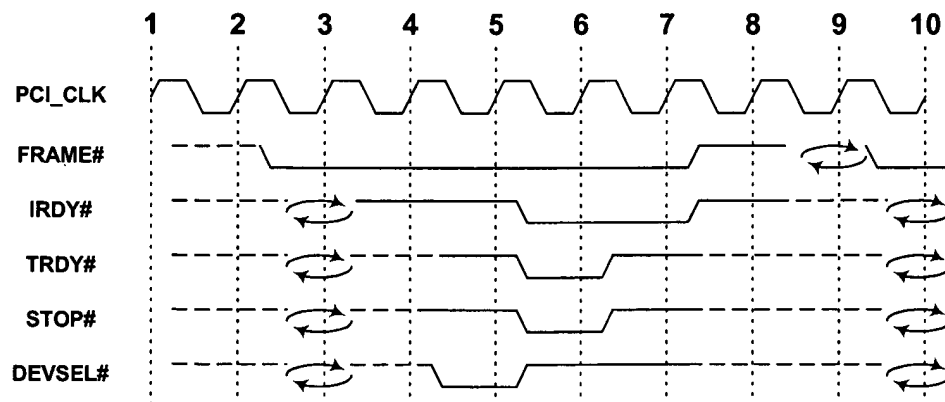 1 2 3 4 5 6 7 8 9 10
PCI_CLK
FRAME#
IRDY#
TRDY#
STOP#
DEVSEL#